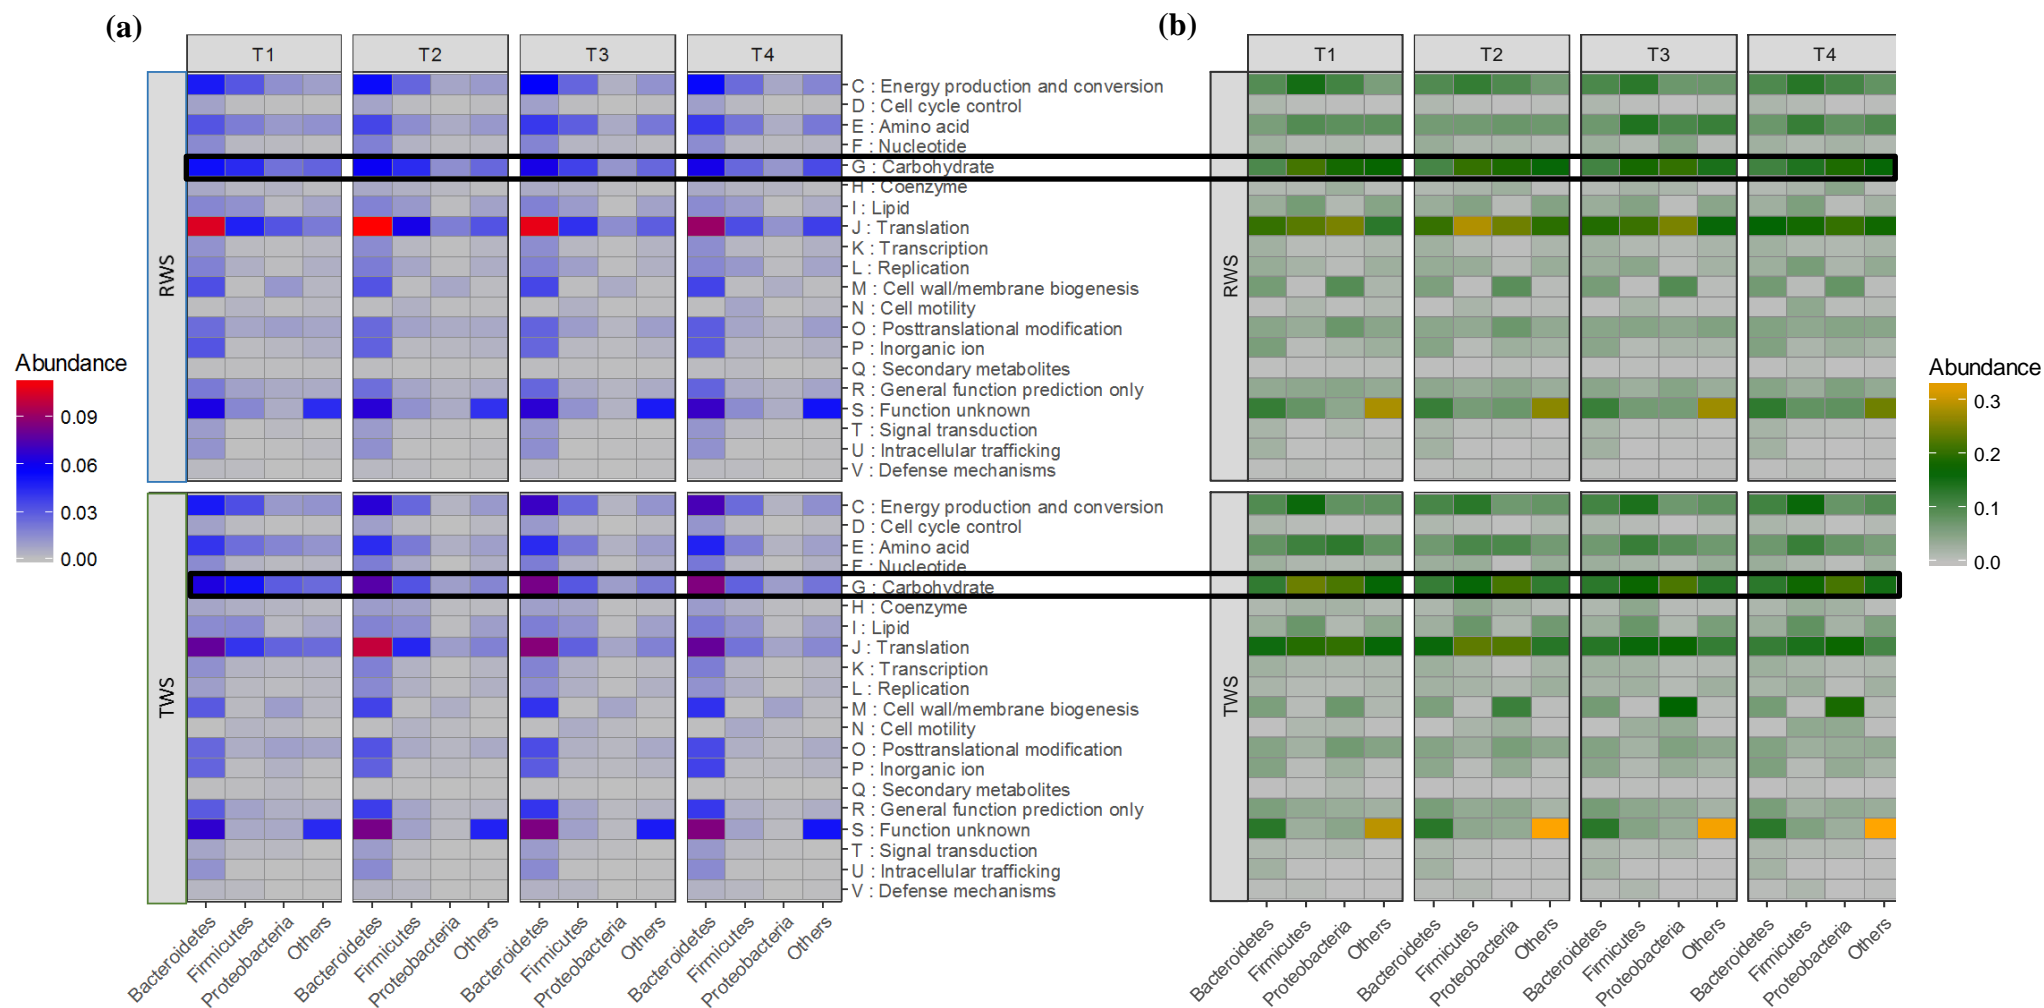 (a)
T1 T2 T3 T4
RWS
C : Energy production and conversion
D : Cell cycle control
E : Amino acid
F : Nucleotide
G : Carbohydrate
H : Coenzyme
I : Lipid
J : Translation
K : Transcription
L : Replication
M : Cell wall/membrane biogenesis
N : Cell motility
O : Posttranslational modification
P : Inorganic ion
Q : Secondary metabolites
R : General function prediction only
S : Function unknown
T : Signal transduction
U : Intracellular trafficking
V : Defense mechanisms
Abundance
0.09
0.06
0.03
0.00
TWS
C : Energy production and conversion
D : Cell cycle control
E : Amino acid
F : Nucleotide
G : Carbohydrate
H : Coenzyme
I : Lipid
J : Translation
K : Transcription
L : Replication
M : Cell wall/membrane biogenesis
N : Cell motility
O : Posttranslational modification
P : Inorganic ion
Q : Secondary metabolites
R : General function prediction only
S : Function unknown
T : Signal transduction
U : Intracellular trafficking
V : Defense mechanisms
Bacteroidetes
Firmicutes
Proteobacteria
Others
Bacteroidetes
Firmicutes
Proteobacteria
Others
Bacteroidetes
Firmicutes
Proteobacteria
Others
Bacteroidetes
Firmicutes
Proteobacteria
Others
(b)
T1 T2 T3 T4
RWS
TWS
Abundance
0.3
0.2
0.1
0.0
Bacteroidetes
Firmicutes
Proteobacteria
Others
Bacteroidetes
Firmicutes
Proteobacteria
Others
Bacteroidetes
Firmicutes
Proteobacteria
Others
Bacteroidetes
Firmicutes
Proteobacteria
Others